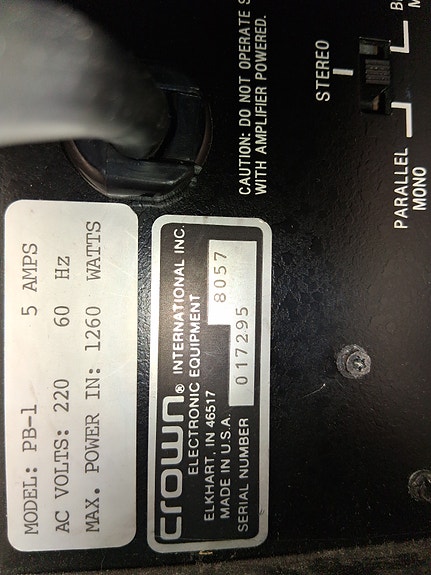 MODEL: PB-1 5 AMPS
AC VOLTS: 220 60 Hz
MAX. POWER IN: 1260 WATTS
crown® INTERNATIONAL INC.
ELECTRONIC EQUIPMENT
ELKHART, IN 46517
MADE IN U.S.A. 8057
SERIAL NUMBER 017295
CAUTION: DO NOT OPERATE
WITH AMPLIFIER POWERED.
STEREO
PARALLEL
MONO